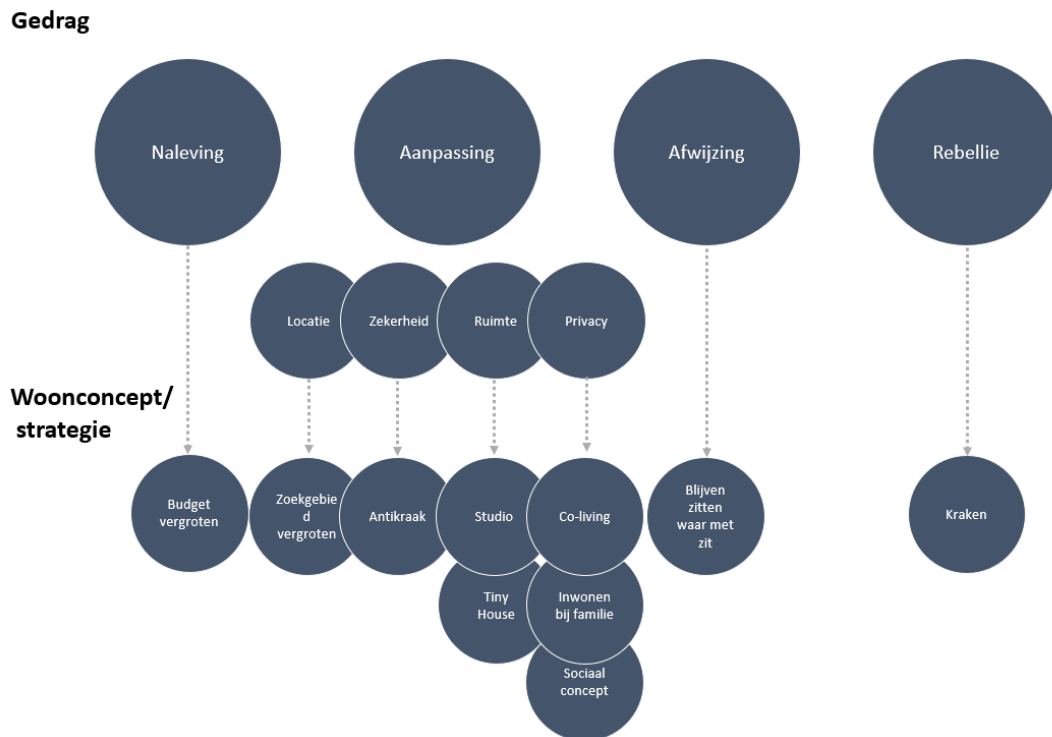 Gedrag
Naleving
Aanpassing
Afwijzing
Rebellie
Locatie
Zekerheid
Ruimte
Privacy
Woonconcept/
strategie
Budget
vergroten
Zoekgebie
d
vergroten
Antikraak
Studio
Co-living
Blijven
zitten
waar met
zit
Kraken
Tiny
House
Inwonen
bij familie
Sociaal
concept